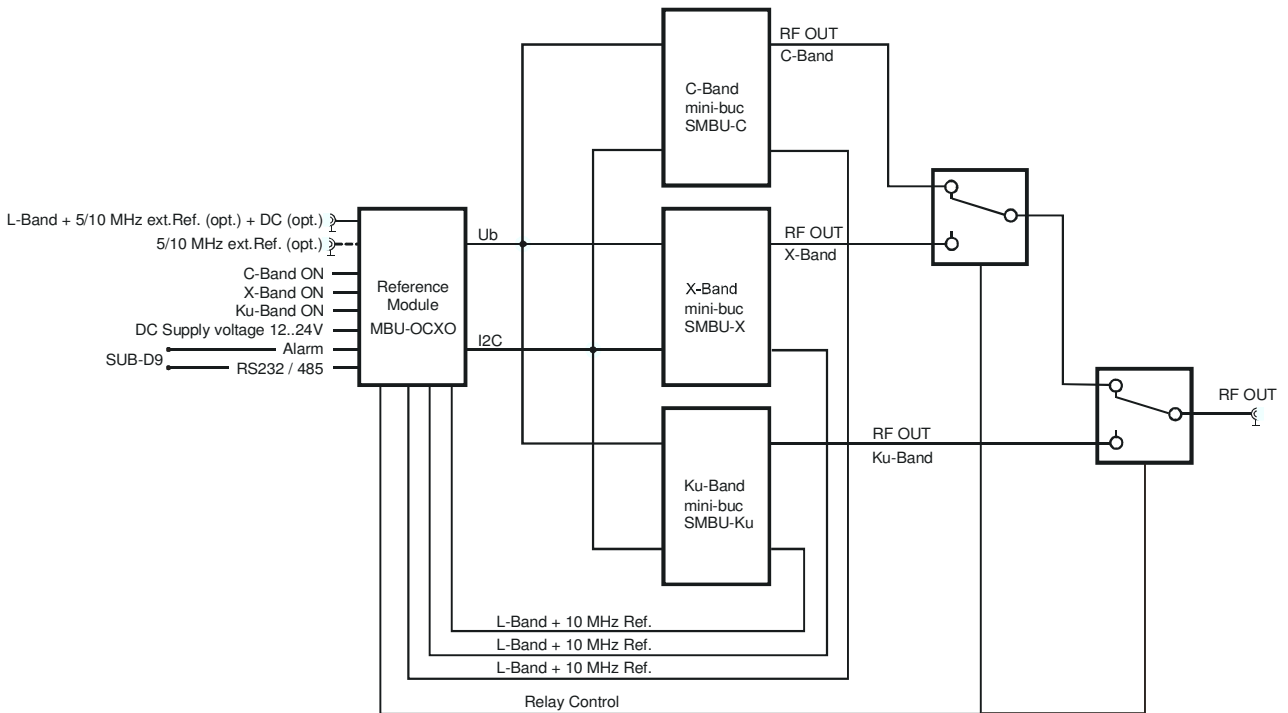 RF OUT
C-Band
C-Band
mini-buc
SMBU-C
L-Band + 5/10 MHz ext.Ref. (opt.) + DC (opt.)
5/10 MHz ext.Ref. (opt.)
C-Band ON
X-Band ON
Ku-Band ON
DC Supply voltage 12..24V
SUB-D9
Alarm
RS232 / 485
Reference
Module
MBU-OCXO
Ub
I2C
RF OUT
X-Band
X-Band
mini-buc
SMBU-X
RF OUT
Ku-Band
Ku-Band
mini-buc
SMBU-Ku
RF OUT
L-Band + 10 MHz Ref.
L-Band + 10 MHz Ref.
L-Band + 10 MHz Ref.
Relay Control